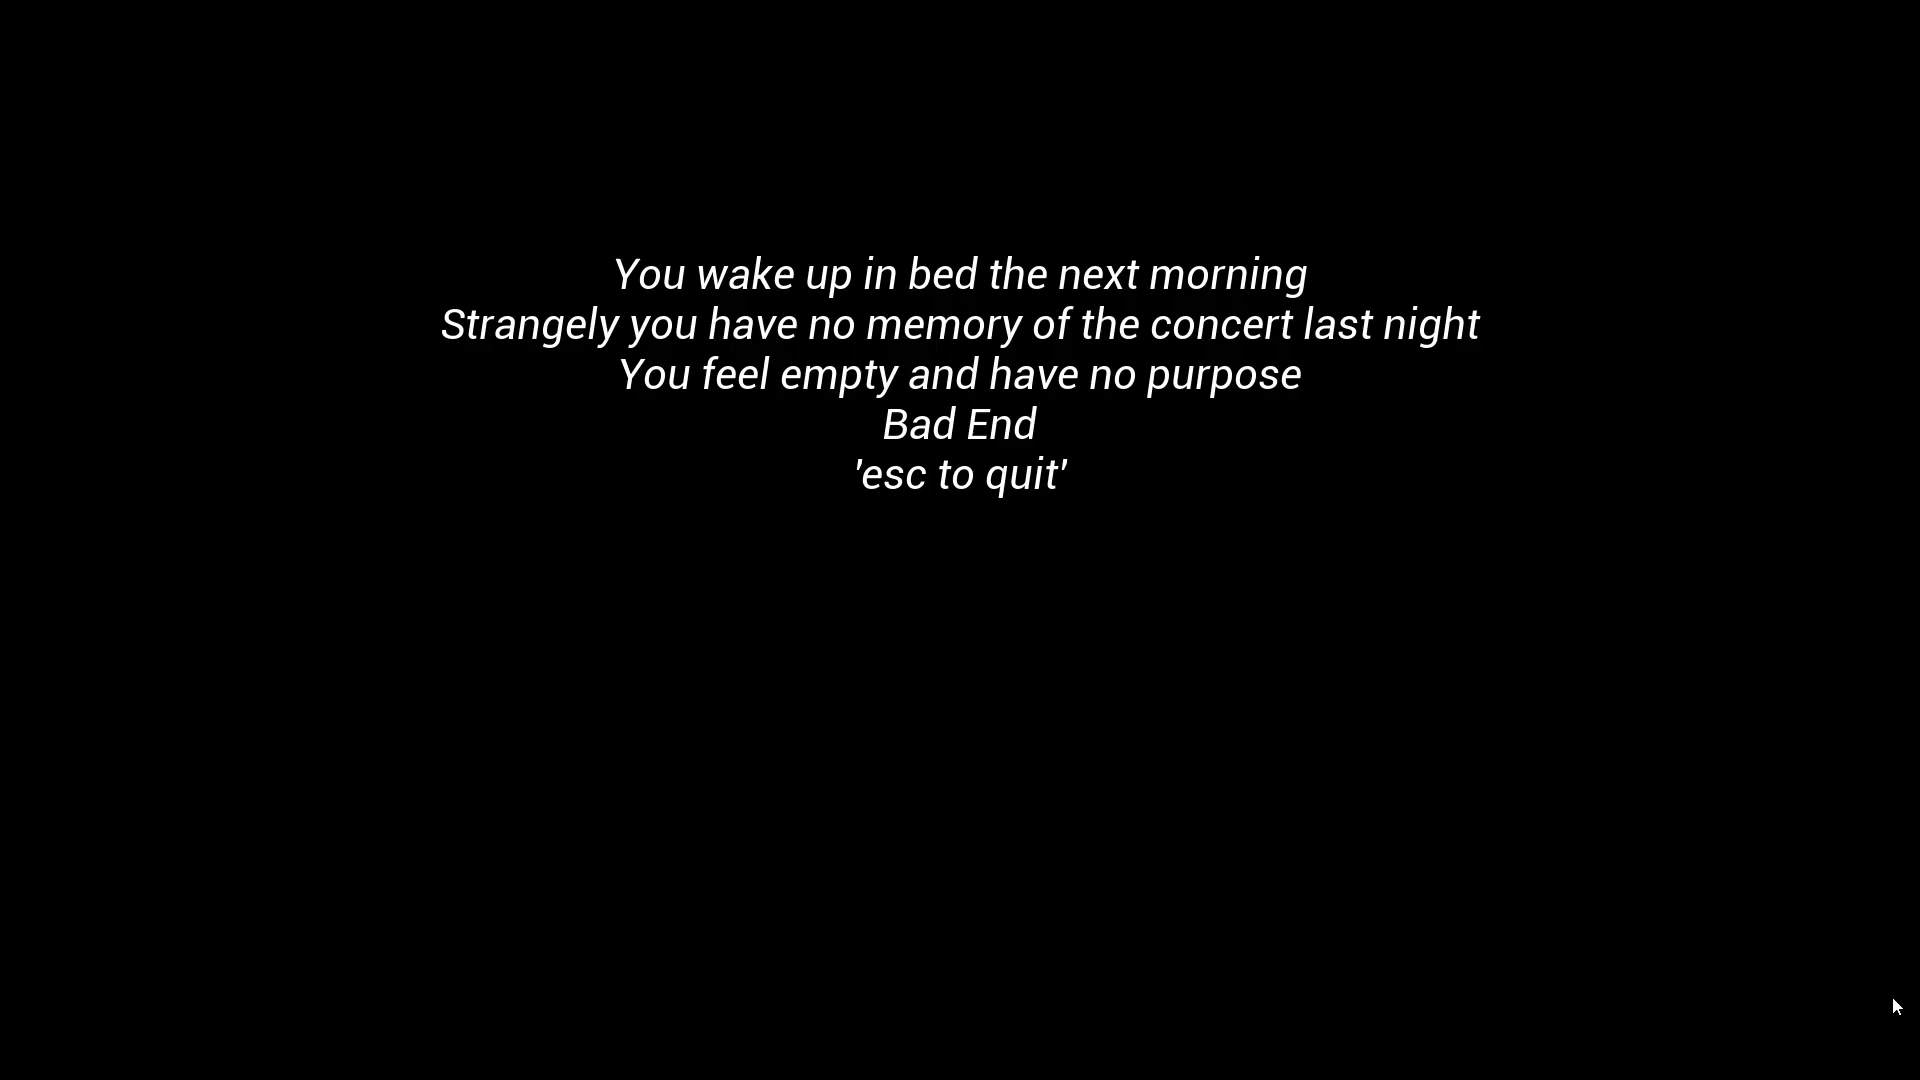 You wake up in bed the next morning
Strangely you have no memory of the concert last night
You feel empty and have no purpose
Bad End
'esc to quit'